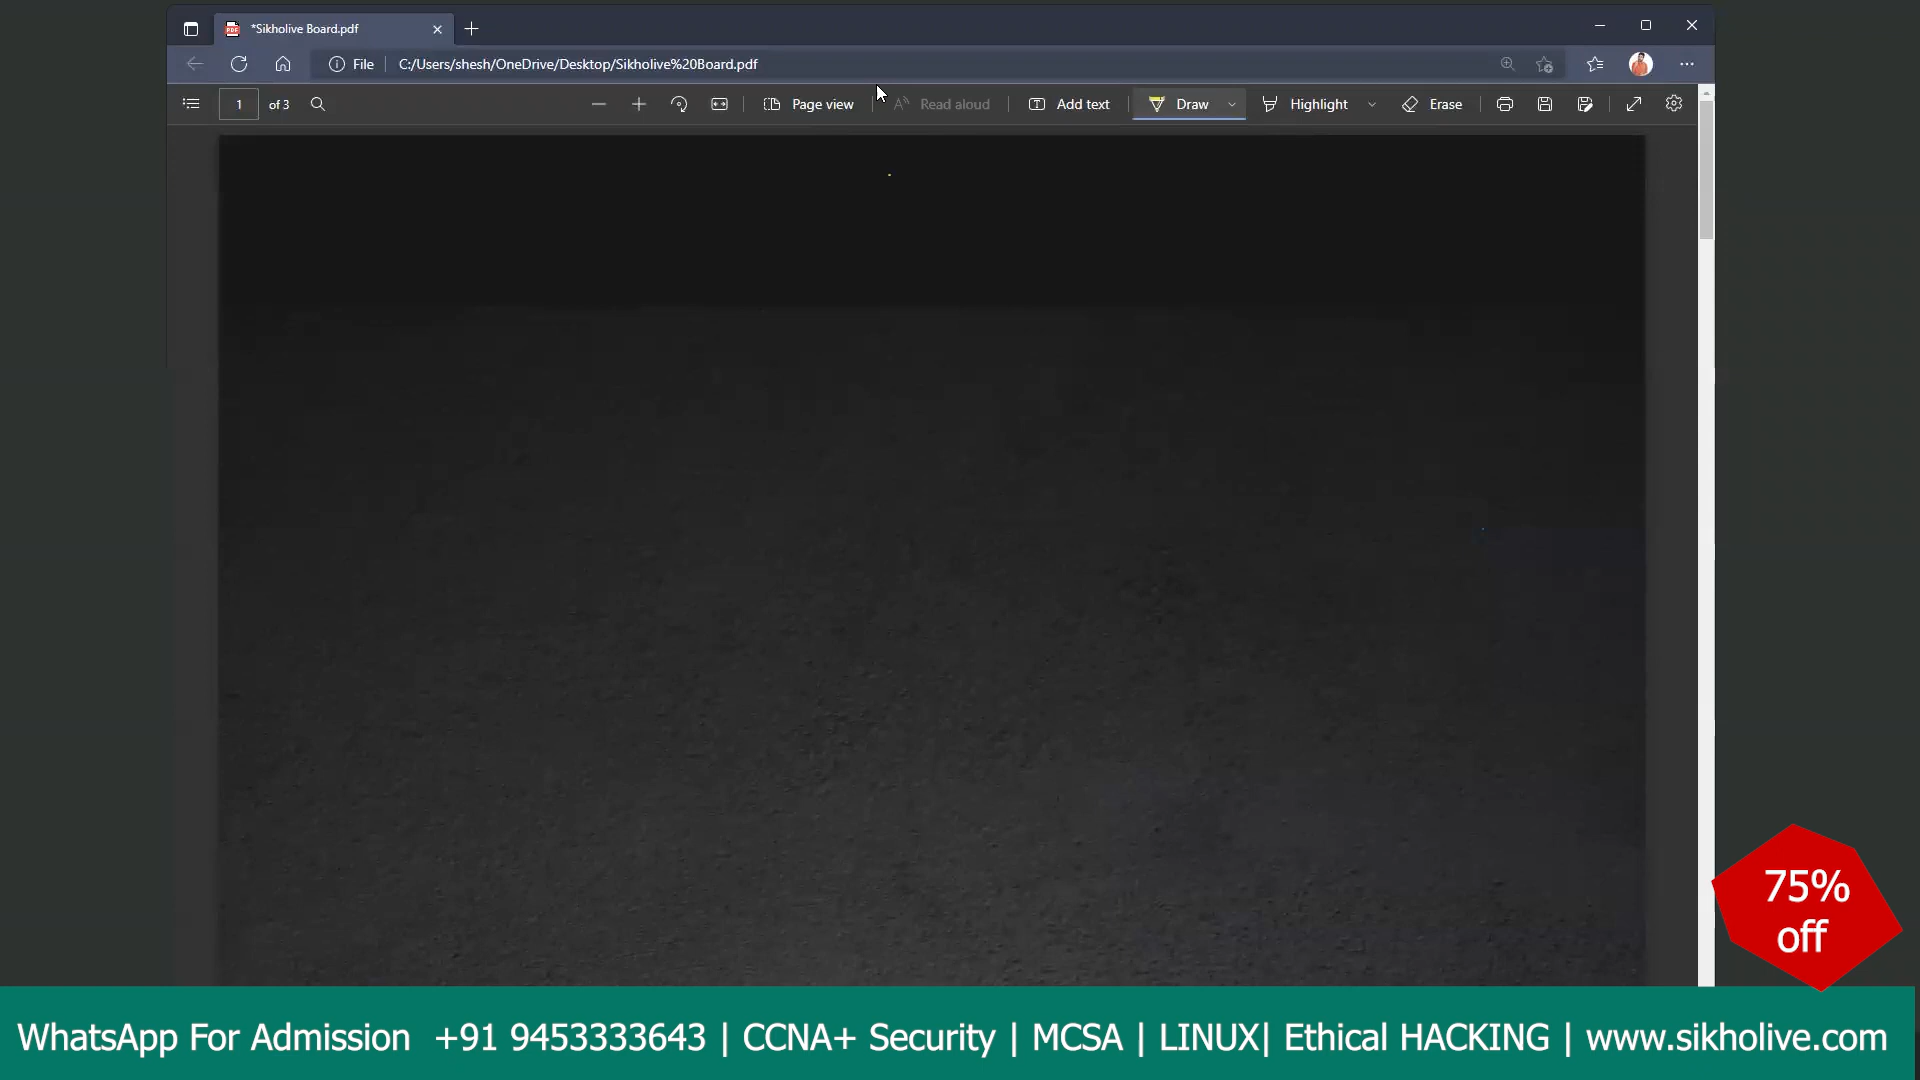 *Sikholive Board.pdf
File
C:/Users/shesh/OneDrive/Desktop/Sikholive%20Board.pdf
1 of 3
Page view
Read aloud
Add text
Draw
Highlight
Erase
75%
off
WhatsApp For Admission +91 9453333643 | CCNA+ Security | MCSA | LINUX| Ethical HACKING | www.sikholive.com